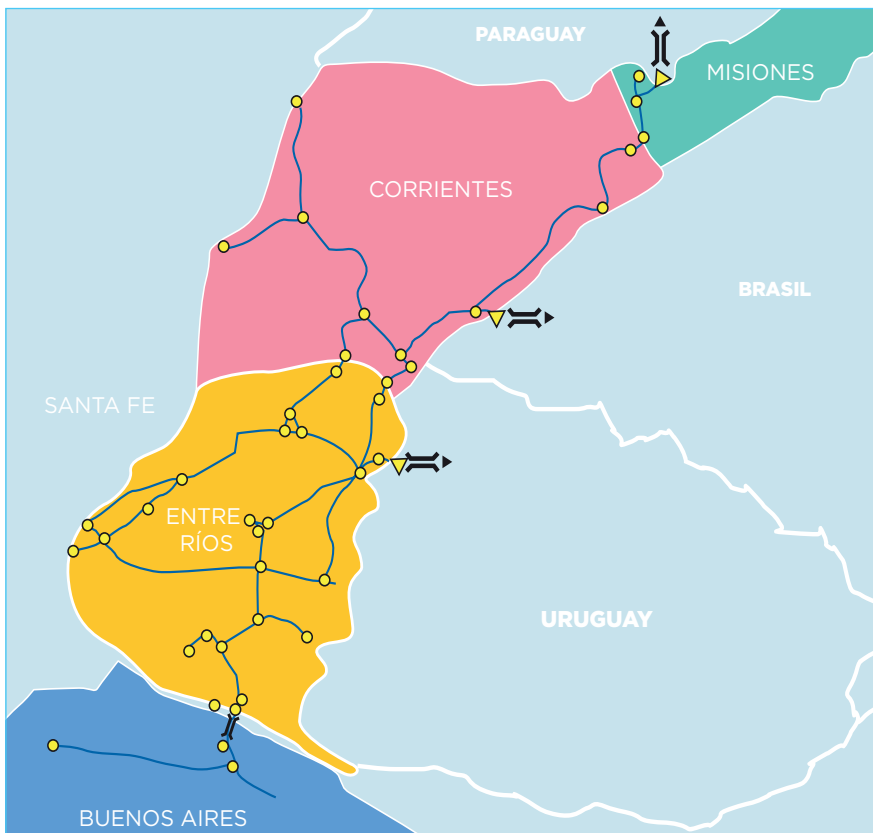 PARAGUAY
MISIONES
CORRIENTES
BRASIL
SANTA FE
ENTRE
RÍOS
URUGUAY
BUENOS AIRES